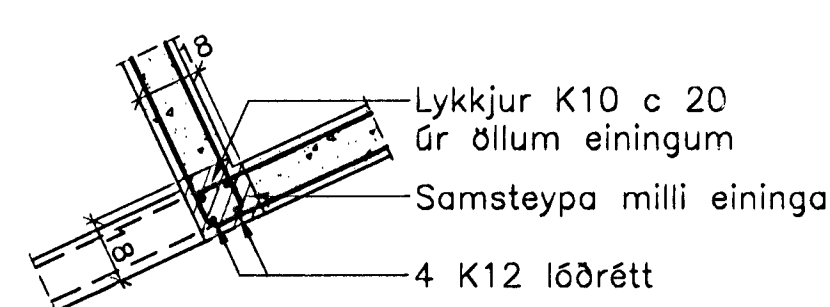 18
Lykkjur K10 c 20
úr öllum einingum
Samsteypa milli eininga
18
4 K12 lóðrétt